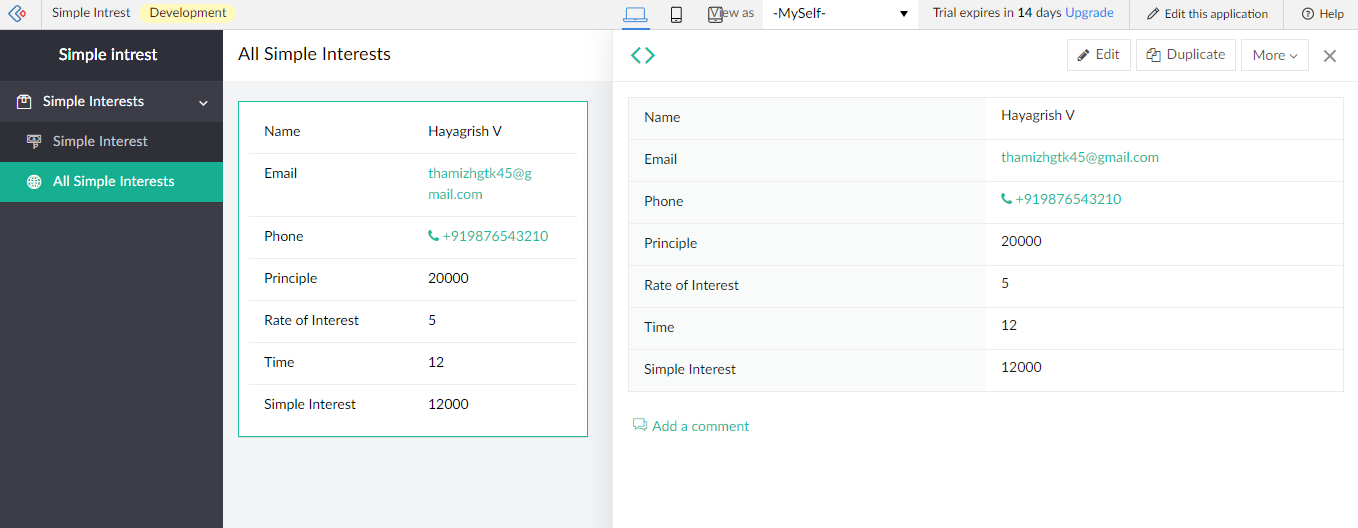 Simple Intrest Development View as -MySelf- Trial expires in 14 days Upgrade Edit this application Help
Simple intrest
Simple Interests
Simple Interest
All Simple Interests
All Simple Interests
Name Hayagrish V
Email thamizhgtk45@g
mail.com
Phone +919876543210
Principle 20000
Rate of Interest 5
Time 12
Simple Interest 12000
Edit Duplicate More
Name Hayagrish V
Email thamizhgtk45@gmail.com
Phone +919876543210
Principle 20000
Rate of Interest 5
Time 12
Simple Interest 12000
Add a comment